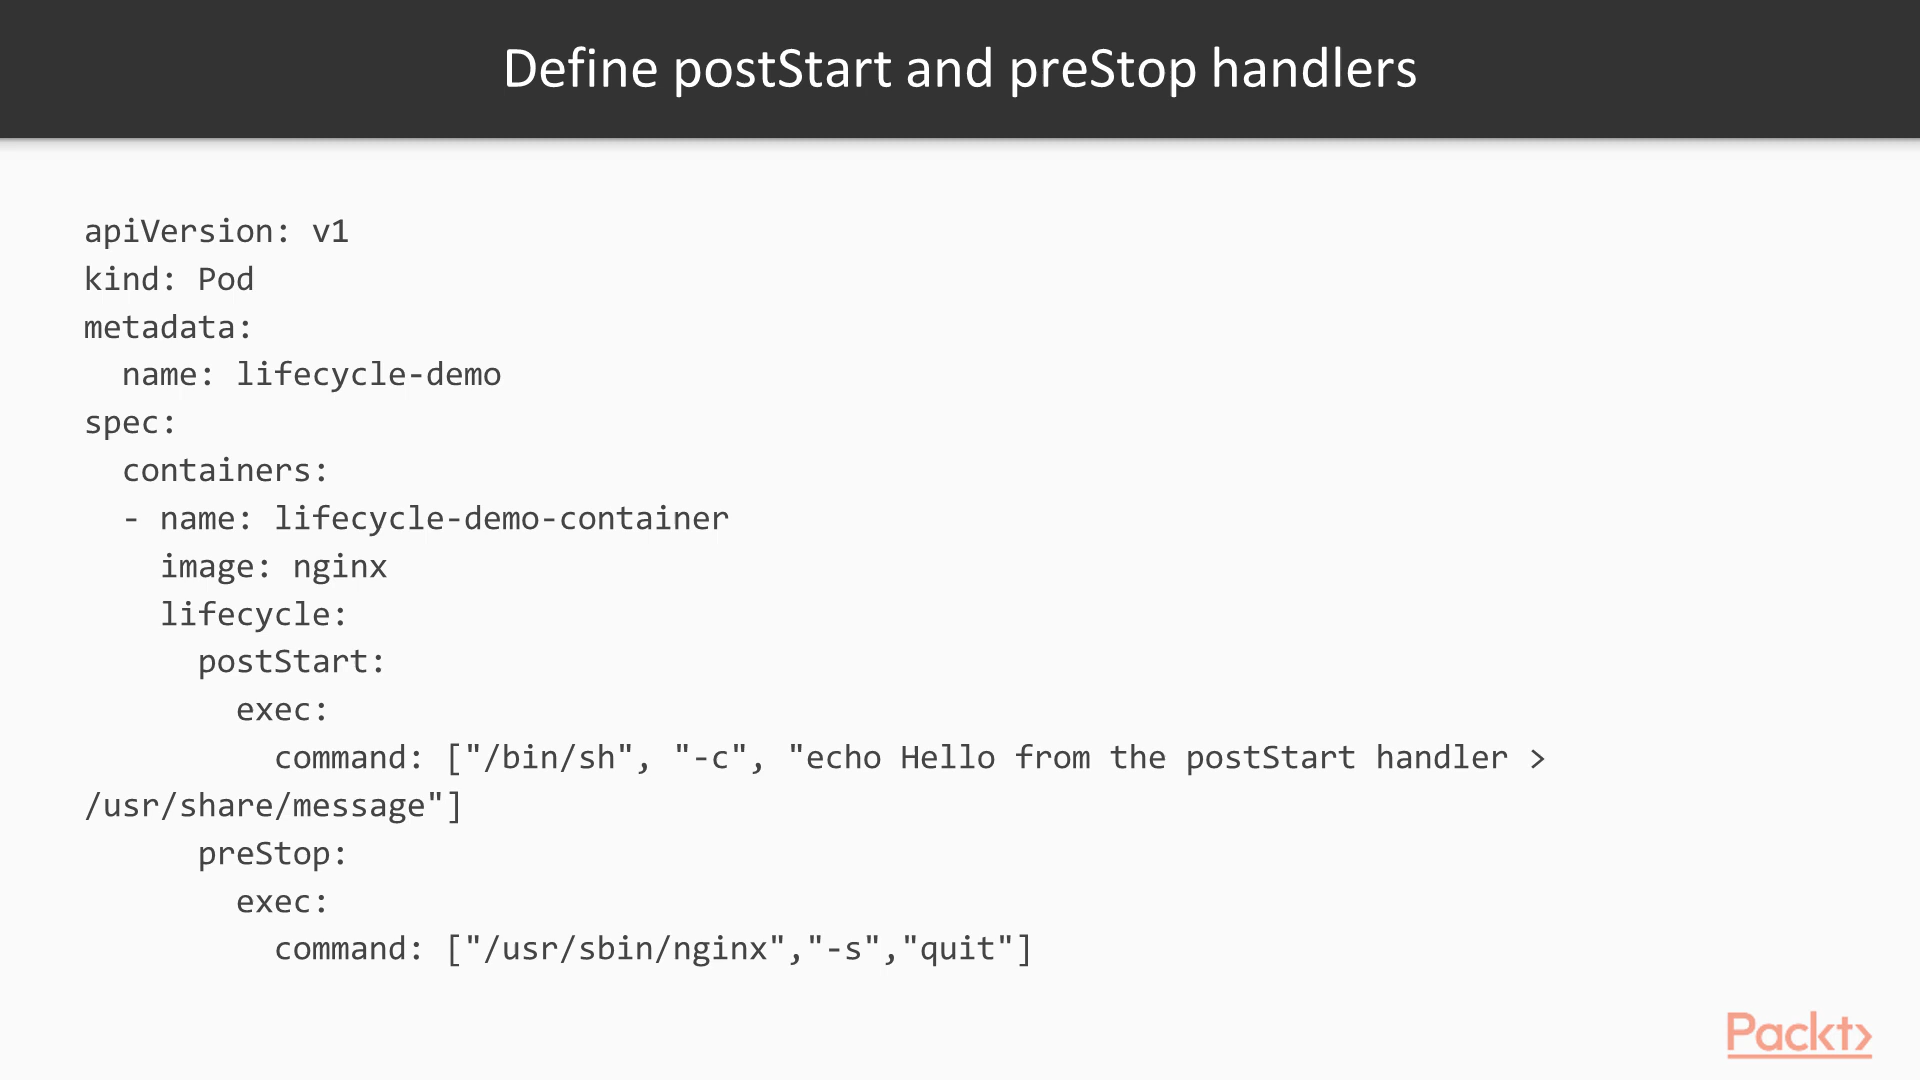 Define postStart and preStop handlers
apiVersion: v1
kind: Pod
metadata:
  name: lifecycle-demo
spec:
  containers:
  - name: lifecycle-demo-container
    image: nginx
    lifecycle:
      postStart:
        exec:
          command: ["/bin/sh", "-c", "echo Hello from the postStart handler >
/usr/share/message"]
      preStop:
        exec:
          command: ["/usr/sbin/nginx","-s","quit"]
Packt>